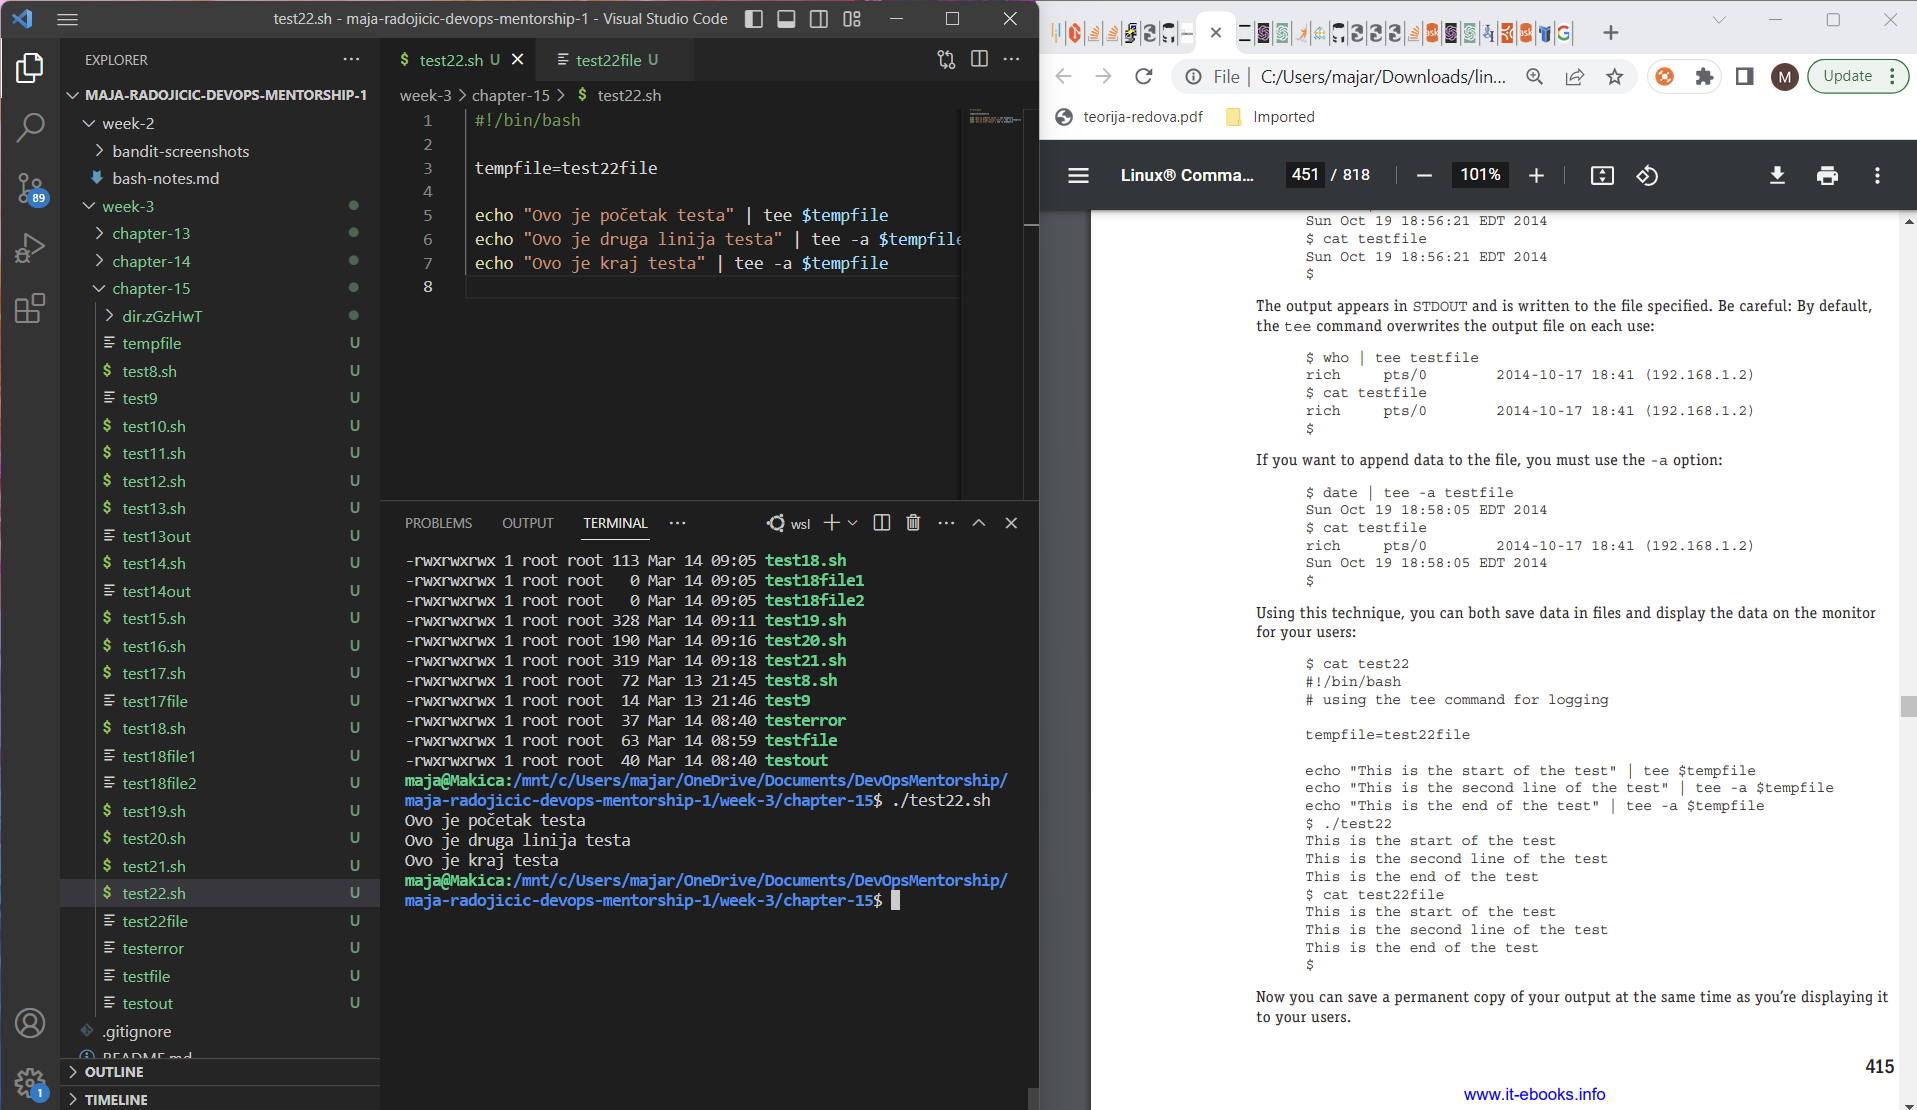 test22.sh - maja-radojicic-devops-mentorship-1 - Visual Studio Code
EXPLORER
MAJA-RADOJICIC-DEVOPS-MENTORSHIP-1
week-2
bandit-screenshots
bash-notes.md
week-3
chapter-13
chapter-14
chapter-15
dir.zGzHwT
tempfile U
$ test8.sh U
test9 U
$ test10.sh U
$ test11.sh U
$ test12.sh U
$ test13.sh U
test13out U
$ test14.sh U
test14out U
$ test15.sh U
$ test16.sh U
$ test17.sh U
test17file U
$ test18.sh U
test18file1 U
test18file2 U
$ test19.sh U
$ test20.sh U
$ test21.sh U
$ test22.sh U
test22file U
testerror U
testfile U
testout U
.gitignore
README.md
OUTLINE
TIMELINE
89
1
$ test22.sh U
test22file U
week-3 > chapter-15 > $ test22.sh
1 #!/bin/bash
2
3 tempfile=test22file
4
5 echo "Ovo je početak testa" | tee $tempfile
6 echo "Ovo je druga linija testa" | tee -a $tempfile
7 echo "Ovo je kraj testa" | tee -a $tempfile
8
PROBLEMS OUTPUT TERMINAL
wsl
-rwxrwxrwx 1 root root 113 Mar 14 09:05 test18.sh
-rwxrwxrwx 1 root root 0 Mar 14 09:05 test18file1
-rwxrwxrwx 1 root root 0 Mar 14 09:05 test18file2
-rwxrwxrwx 1 root root 328 Mar 14 09:11 test19.sh
-rwxrwxrwx 1 root root 190 Mar 14 09:16 test20.sh
-rwxrwxrwx 1 root root 319 Mar 14 09:18 test21.sh
-rwxrwxrwx 1 root root 72 Mar 13 21:45 test8.sh
-rwxrwxrwx 1 root root 14 Mar 13 21:46 test9
-rwxrwxrwx 1 root root 37 Mar 14 08:40 testerror
-rwxrwxrwx 1 root root 63 Mar 14 08:59 testfile
-rwxrwxrwx 1 root root 40 Mar 14 08:40 testout
maja@Makica:/mnt/c/Users/majar/OneDrive/Documents/DevOpsMentorship/
maja-radojicic-devops-mentorship-1/week-3/chapter-15$ ./test22.sh
Ovo je početak testa
Ovo je druga linija testa
Ovo je kraj testa
maja@Makica:/mnt/c/Users/majar/OneDrive/Documents/DevOpsMentorship/
maja-radojicic-devops-mentorship-1/week-3/chapter-15$
File | C:/Users/majar/Downloads/lin...
M
Update
teorija-redova.pdf
Imported
Linux® Comma...
451 / 818
101%
Sun Oct 19 18:56:21 EDT 2014
$ cat testfile
Sun Oct 19 18:56:21 EDT 2014
$
The output appears in STDOUT and is written to the file specified. Be careful: By default,
the tee command overwrites the output file on each use:
$ who | tee testfile
rich pts/0 2014-10-17 18:41 (192.168.1.2)
$ cat testfile
rich pts/0 2014-10-17 18:41 (192.168.1.2)
$
If you want to append data to the file, you must use the -a option:
$ date | tee -a testfile
Sun Oct 19 18:58:05 EDT 2014
$ cat testfile
rich pts/0 2014-10-17 18:41 (192.168.1.2)
Sun Oct 19 18:58:05 EDT 2014
$
Using this technique, you can both save data in files and display the data on the monitor
for your users:
$ cat test22
#!/bin/bash
# using the tee command for logging
tempfile=test22file
echo "This is the start of the test" | tee $tempfile
echo "This is the second line of the test" | tee -a $tempfile
echo "This is the end of the test" | tee -a $tempfile
$ ./test22
This is the start of the test
This is the second line of the test
This is the end of the test
$ cat test22file
This is the start of the test
This is the second line of the test
This is the end of the test
$
Now you can save a permanent copy of your output at the same time as you’re displaying it
to your users.
415
www.it-ebooks.info